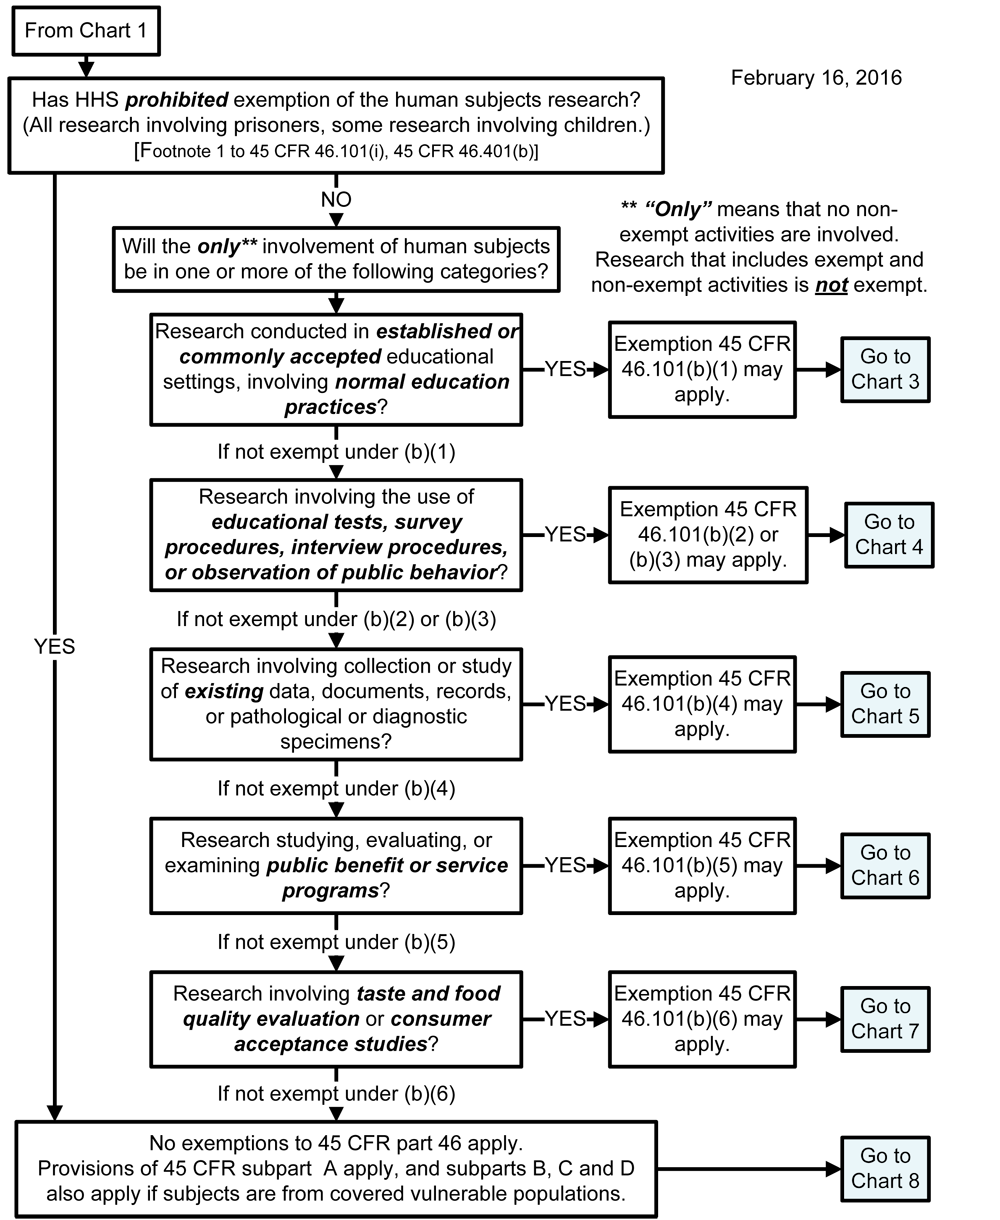 From Chart 1
February 16, 2016
Has HHS prohibited exemption of the human subjects research?
(All research involving prisoners, some research involving children.)
[Footnote 1 to 45 CFR 46.101(i), 45 CFR 46.401(b)]
NO
** “Only” means that no non-
exempt activities are involved.
Research that includes exempt and
non-exempt activities is not exempt.
Will the only** involvement of human subjects
be in one or more of the following categories?
Research conducted in established or
commonly accepted educational
settings, involving normal education
practices?
YES
Exemption 45 CFR
46.101(b)(1) may
apply.
Go to
Chart 3
If not exempt under (b)(1)
Research involving the use of
educational tests, survey
procedures, interview procedures,
or observation of public behavior?
YES
Exemption 45 CFR
46.101(b)(2) or
(b)(3) may apply.
Go to
Chart 4
If not exempt under (b)(2) or (b)(3)
YES
Research involving collection or study
of existing data, documents, records,
or pathological or diagnostic
specimens?
YES
Exemption 45 CFR
46.101(b)(4) may
apply.
Go to
Chart 5
If not exempt under (b)(4)
Research studying, evaluating, or
examining public benefit or service
programs?
YES
Exemption 45 CFR
46.101(b)(5) may
apply.
Go to
Chart 6
If not exempt under (b)(5)
Research involving taste and food
quality evaluation or consumer
acceptance studies?
YES
Exemption 45 CFR
46.101(b)(6) may
apply.
Go to
Chart 7
If not exempt under (b)(6)
No exemptions to 45 CFR part 46 apply.
Provisions of 45 CFR subpart A apply, and subparts B, C and D
also apply if subjects are from covered vulnerable populations.
Go to
Chart 8